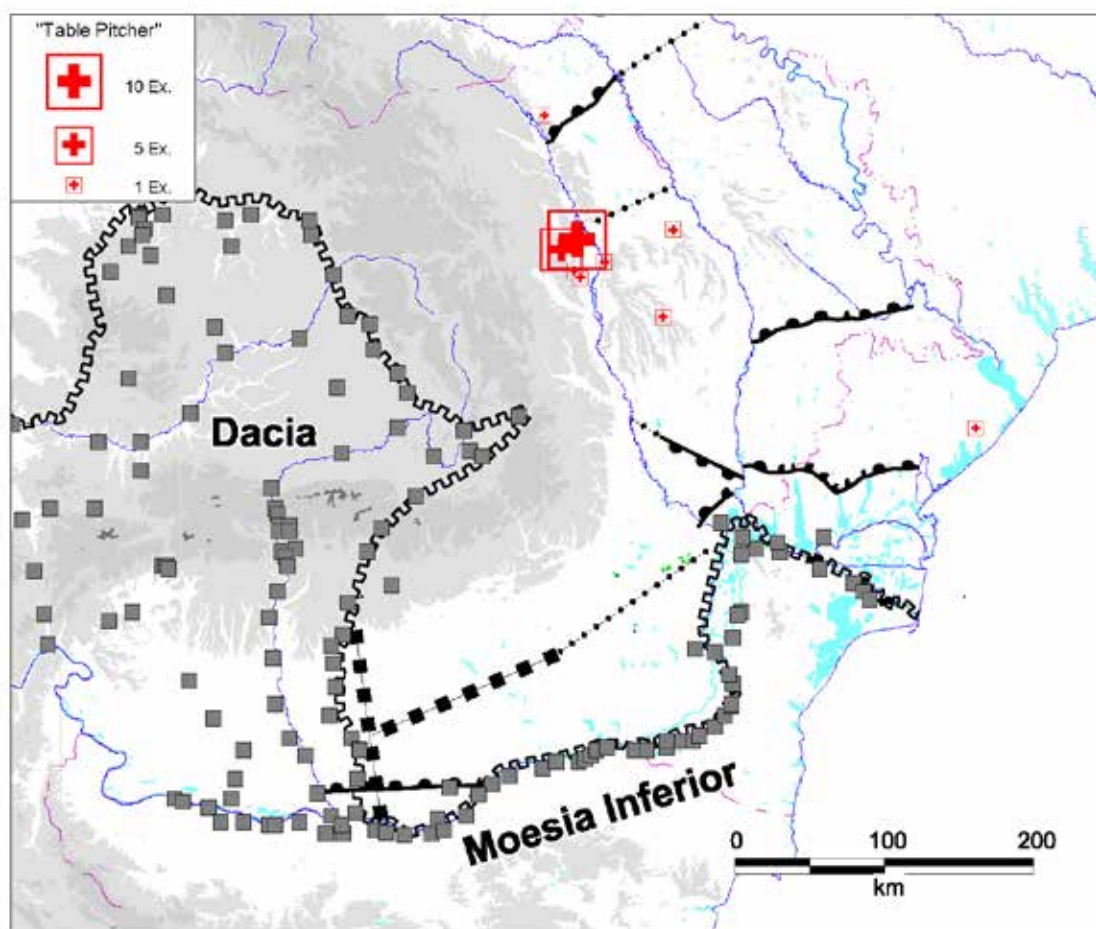 "Table Pitcher"
10 Ex.
5 Ex.
1 Ex.
Dacia
Moesia Inferior
0 100 200
km